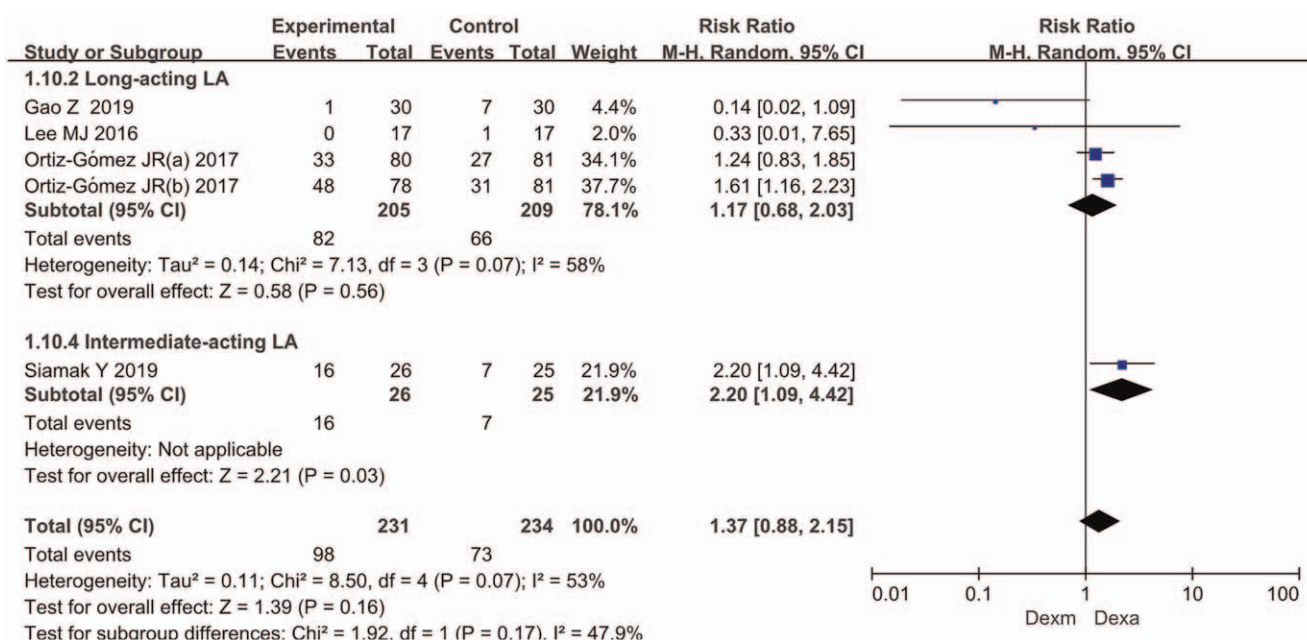 Experimental Control Risk Ratio Risk Ratio
Study or Subgroup Events Total Events Total Weight M-H, Random, 95% CI M-H, Random, 95% CI
1.10.2 Long-acting LA
Gao Z 2019 1 30 7 30 4.4% 0.14 [0.02, 1.09]
Lee MJ 2016 0 17 1 17 2.0% 0.33 [0.01, 7.65]
Ortiz-Gómez JR(a) 2017 33 80 27 81 34.1% 1.24 [0.83, 1.85]
Ortiz-Gómez JR(b) 2017 48 78 31 81 37.7% 1.61 [1.16, 2.23]
Subtotal (95% CI) 205 209 78.1% 1.17 [0.68, 2.03]
Total events 82 66
Heterogeneity: Tau² = 0.14; Chi² = 7.13, df = 3 (P = 0.07); I² = 58%
Test for overall effect: Z = 0.58 (P = 0.56)
1.10.4 Intermediate-acting LA
Siamak Y 2019 16 26 7 25 21.9% 2.20 [1.09, 4.42]
Subtotal (95% CI) 26 25 21.9% 2.20 [1.09, 4.42]
Total events 16 7
Heterogeneity: Not applicable
Test for overall effect: Z = 2.21 (P = 0.03)
Total (95% CI) 231 234 100.0% 1.37 [0.88, 2.15]
Total events 98 73
Heterogeneity: Tau² = 0.11; Chi² = 8.50, df = 4 (P = 0.07); I² = 53%
Test for overall effect: Z = 1.39 (P = 0.16)
Test for subgroup differences: Chi² = 1.92, df = 1 (P = 0.17), I² = 47.9%
0.01 0.1 1 10 100
Dexm Dexa